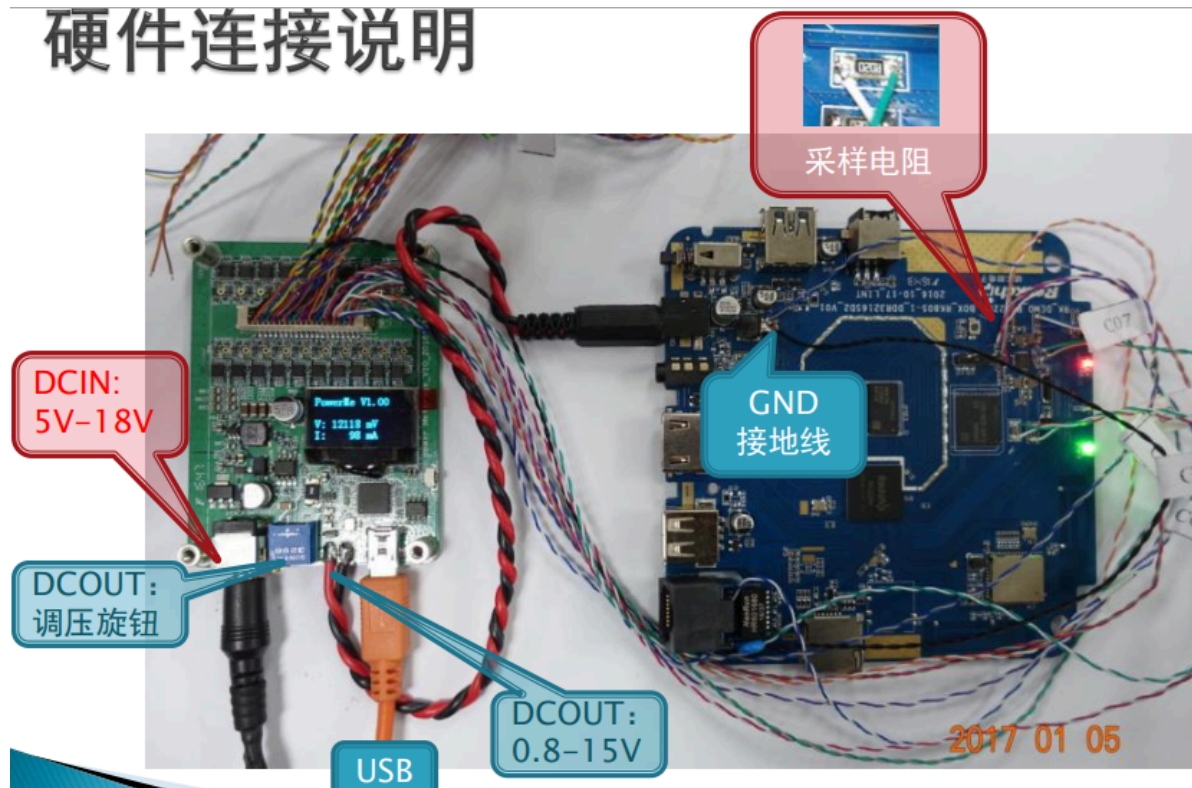 硬件连接说明
采样电阻
R020
DCIN:
5V-18V
PowerMe V1.00
V: 12118 mV
I: 98 mA
GND
接地线
C07
DCOUT:
调压旋钮
DCOUT:
0.8-15V
USB
2017 01 05